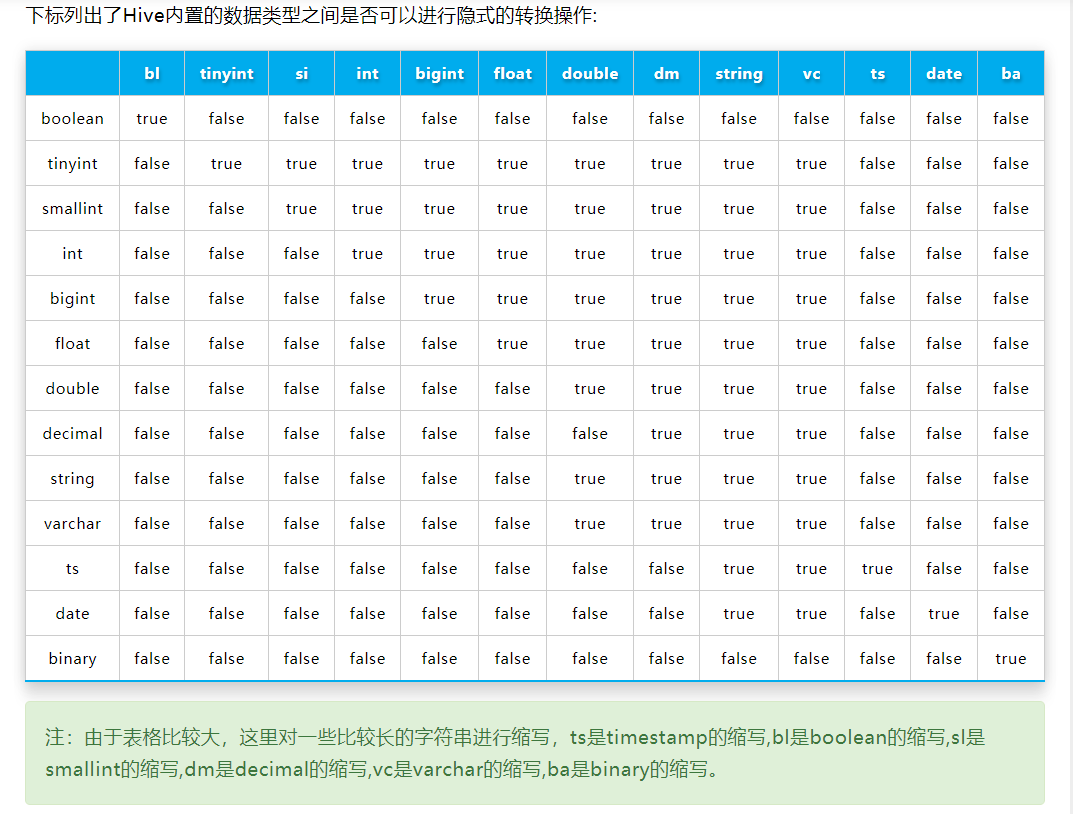 下标列出了Hive内置的数据类型之间是否可以进行隐式的转换操作:
bl tinyint si int bigint float double dm string vc ts date ba
boolean true false false false false false false false false false false false false
tinyint false true true true true true true true true true false false false
smallint false false true true true true true true true true false false false
int false false false true true true true true true true false false false
bigint false false false false true true true true true true false false false
float false false false false false true true true true true false false false
double false false false false false false true true true true false false false
decimal false false false false false false false true true true false false false
string false false false false false false true true true true false false false
varchar false false false false false false true true true true false false false
ts false false false false false false false false true true true false false
date false false false false false false false false true true false true false
binary false false false false false false false false false false false false true
注：由于表格比较大，这里对一些比较长的字符串进行缩写，ts是timestamp的缩写,bl是boolean的缩写,sl是
smallint的缩写,dm是decimal的缩写,vc是varchar的缩写,ba是binary的缩写。